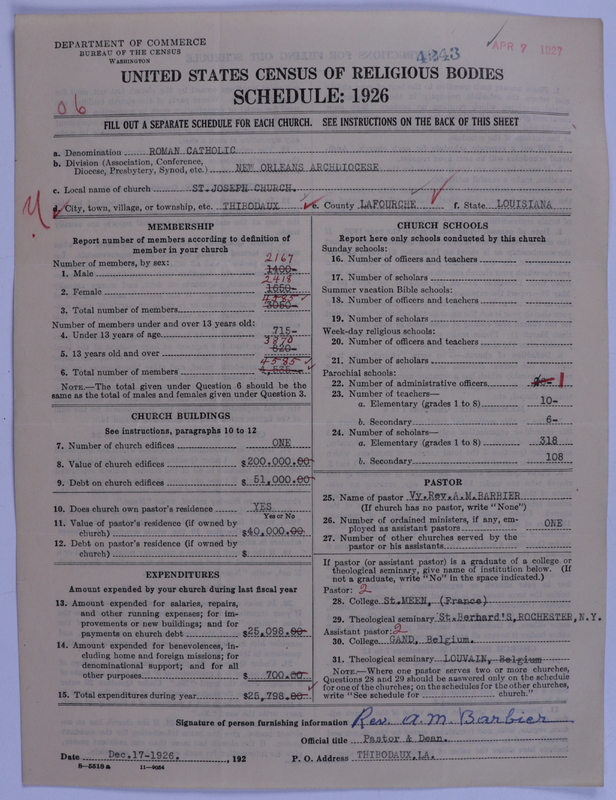 DEPARTMENT OF COMMERCE
BUREAU OF THE CENSUS
WASHINGTON
4243
APR 7 1927
UNITED STATES CENSUS OF RELIGIOUS BODIES
SCHEDULE: 1926
06
FILL OUT A SEPARATE SCHEDULE FOR EACH CHURCH. SEE INSTRUCTIONS ON THE BACK OF THIS SHEET
a. Denomination ROMAN CATHOLIC
b. Division (Association, Conference, Diocese, Presbytery, Synod, etc.) NEW ORLEANS ARCHDIOCESE
c. Local name of church ST. JOSEPH CHURCH.
d. City, town, village, or township, etc. THIBODAUX e. County LAFOURCHE f. State LOUISIANA
MEMBERSHIP
Report number of members according to definition of
member in your church
Number of members, by sex:
2167
1. Male 1400-
2418
2. Female 1650-
4585
3. Total number of members 3050-
Number of members under and over 13 years old:
4. Under 13 years of age 715-
3870
5. 13 years old and over 820-
4585
6. Total number of members 1,535-
NOTE.—The total given under Question 6 should be
same as the total of males and females given under Question 3.
CHURCH BUILDINGS
See instructions, paragraphs 10 to 12
7. Number of church edifices ONE
8. Value of church edifices $200.000.00
9. Debt on church edifices $ 51,000.00
10. Does church own pastor's residence YES
Yes or No
11. Value of pastor's residence (if owned by
church) $40,000.00
12. Debt on pastor's residence (if owned by
church) $
EXPENDITURES
Amount expended by your church during last fiscal year
13. Amount expended for salaries, repairs,
and other running expenses; for im-
provements or new buildings; and for
payments on church debt $25,098.00
14. Amount expended for benevolences, in-
cluding home and foreign missions; for
denominational support; and for all
other purposes $ 700.00
15. Total expenditures during year $25,798.00
CHURCH SCHOOLS
Report here only schools conducted by this church
Sunday schools:
16. Number of officers and teachers
17. Number of scholars
Summer vacation Bible schools:
18. Number of officers and teachers
19. Number of scholars
Week-day religious schools:
20. Number of officers and teachers
21. Number of scholars
Parochial schools:
22. Number of administrative officers 1
23. Number of teachers—
a. Elementary (grades 1 to 8) 10-
b. Secondary 6-
24. Number of scholars—
a. Elementary (grades 1 to 8) 318
b. Secondary 108
PASTOR
25. Name of pastor Vy.Rev.A.M.BARBIER
(If church has no pastor, write "None")
26. Number of ordained ministers, if any, em-
ployed as assistant pastors ONE
27. Number of other churches served by the
pastor or his assistants
If pastor (or assistant pastor) is a graduate of a college or
theological seminary, give name of institution below. (If
not a graduate, write "No" in the space indicated.)
Pastor: 2
28. College St.MEEN, (France)
29. Theological seminary St.Berhard'S,ROCHESTER,N.Y.
Assistant pastor: 2
30. College GAND, Belgium.
31. Theological seminary LOUVAIN, Belgium
NOTE.—Where one pastor serves two or more churches,
Questions 28 and 29 should be answered only on the schedule
for one of the churches; on the schedules for the other churches,
write "See schedule for church."
Signature of person furnishing information Rev. A.M. Barbier
Official title Pastor & Dean.
Date Dec.17-1926. , 192 P. O. Address THIBODAUX,LA.
8-5518a 11-9054